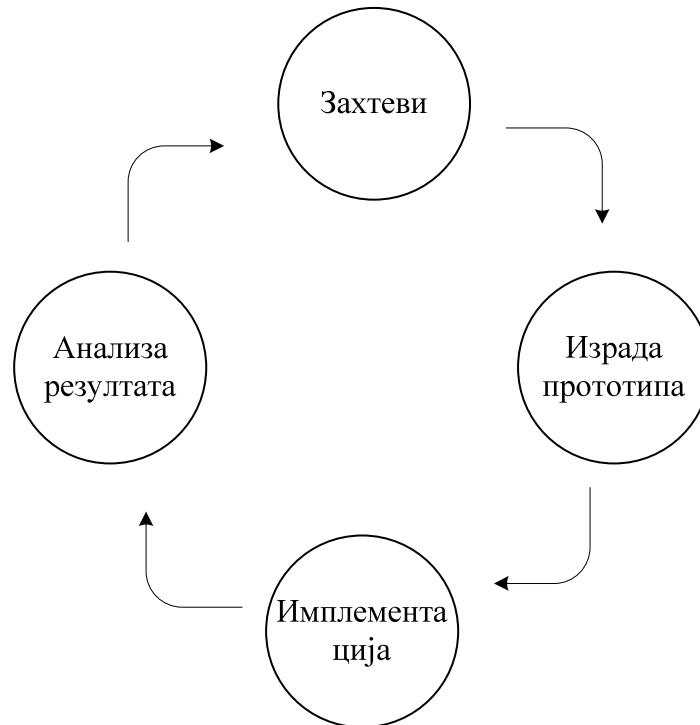 Захтеви
Израда
прототипа
Имплемента
ција
Анализа
резултата